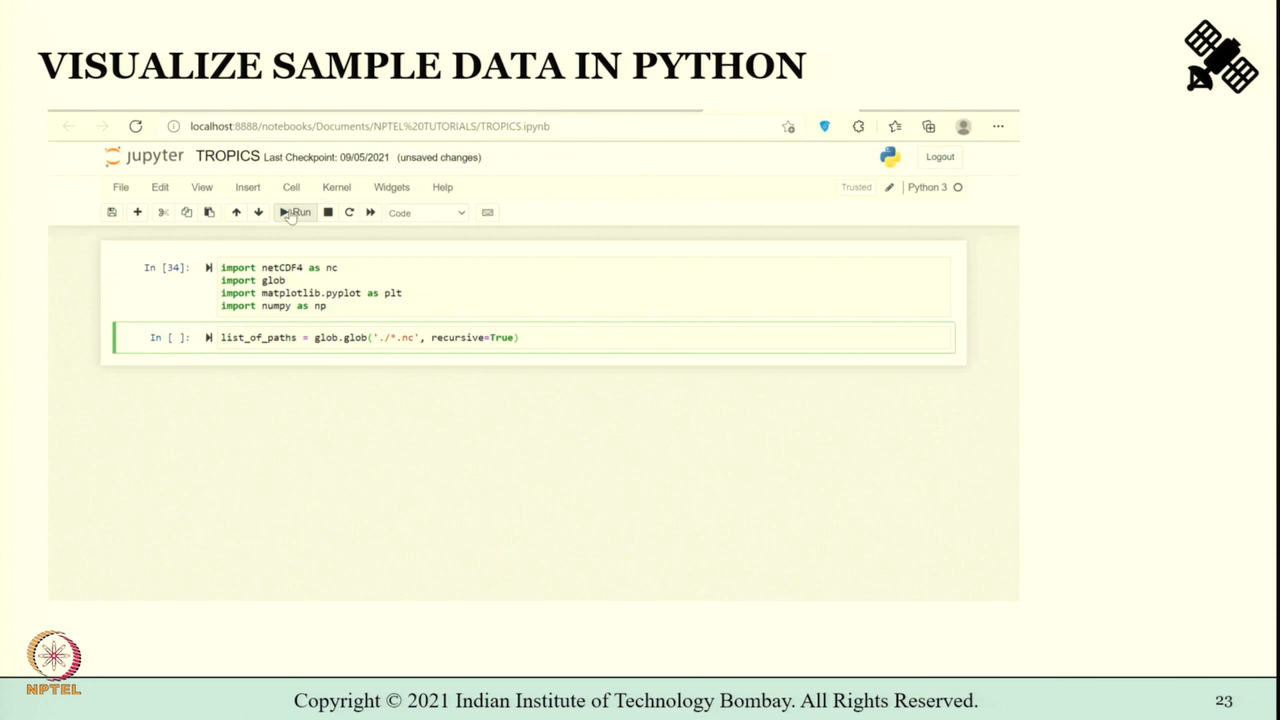 VISUALIZE SAMPLE DATA IN PYTHON
localhost:8888/notebooks/Documents/NPTEL%20TUTORIALS/TROPICS.ipynb
jupyter TROPICS Last Checkpoint: 09/05/2021 (unsaved changes) Logout
File Edit View Insert Cell Kernel Widgets Help Trusted Python 3
Run Code
In [34]: import netCDF4 as nc
import glob
import matplotlib.pyplot as plt
import numpy as np
In [ ]: list_of_paths = glob.glob('./*.nc', recursive=True)
NPTEL
Copyright © 2021 Indian Institute of Technology Bombay. All Rights Reserved. 23